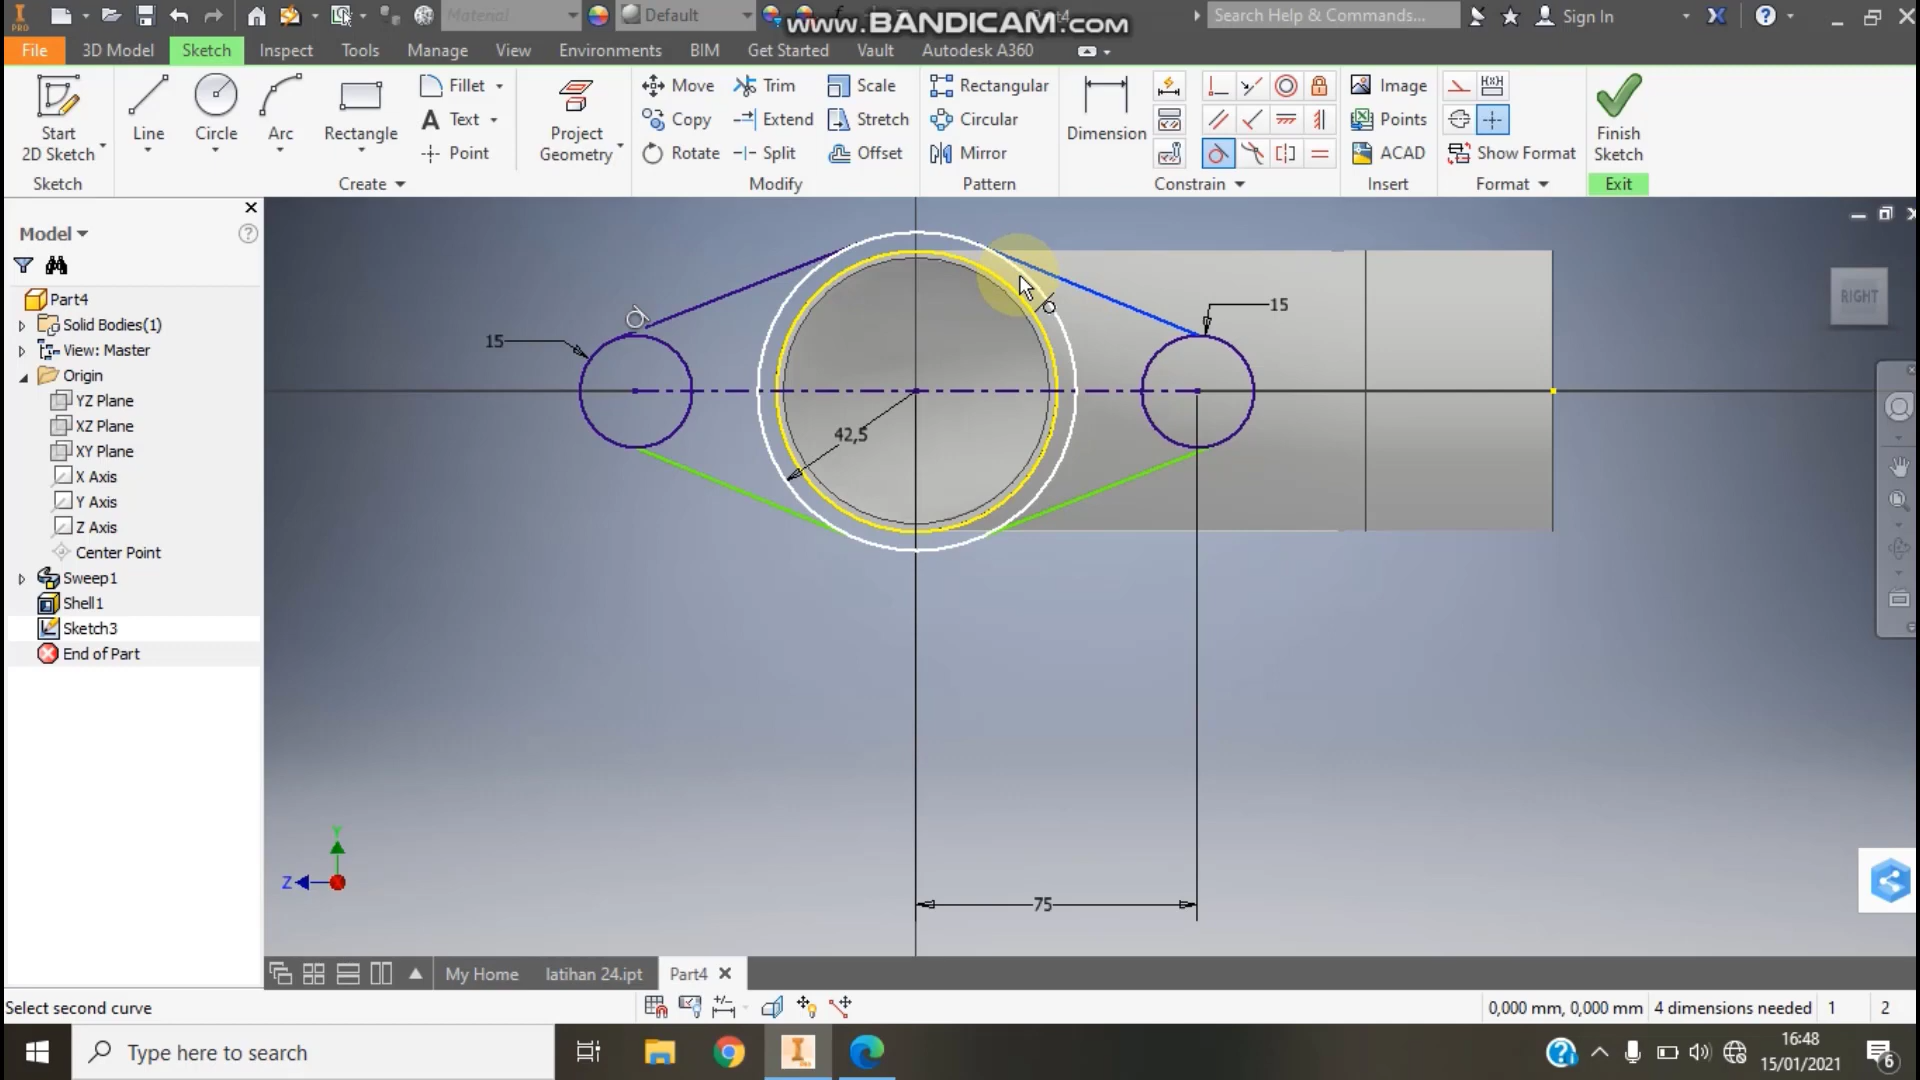 Material
Default
WWW.BANDICAM.COM
Part4
Search Help & Commands...
Sign In
PRO
File
3D Model
Sketch
Inspect
Tools
Manage
View
Environments
BIM
Get Started
Vault
Autodesk A360
Start
2D Sketch
Line
Circle
Arc
Rectangle
Fillet
Text
Point
Project
Geometry
Move
Trim
Scale
Copy
Extend
Stretch
Rotate
Split
Offset
Rectangular
Circular
Mirror
Dimension
Image
Points
ACAD
Show Format
Finish
Sketch
Sketch
Create
Modify
Pattern
Constrain
Insert
Format
Exit
Model
Part4
Solid Bodies(1)
View: Master
Origin
YZ Plane
XZ Plane
XY Plane
X Axis
Y Axis
Z Axis
Center Point
Sweep1
Shell1
Sketch3
End of Part
RIGHT
15
15
42,5
75
Y
Z
My Home
latihan 24.ipt
Part4
Select second curve
0,000 mm, 0,000 mm
4 dimensions needed
1
2
Type here to search
16:48
15/01/2021
6